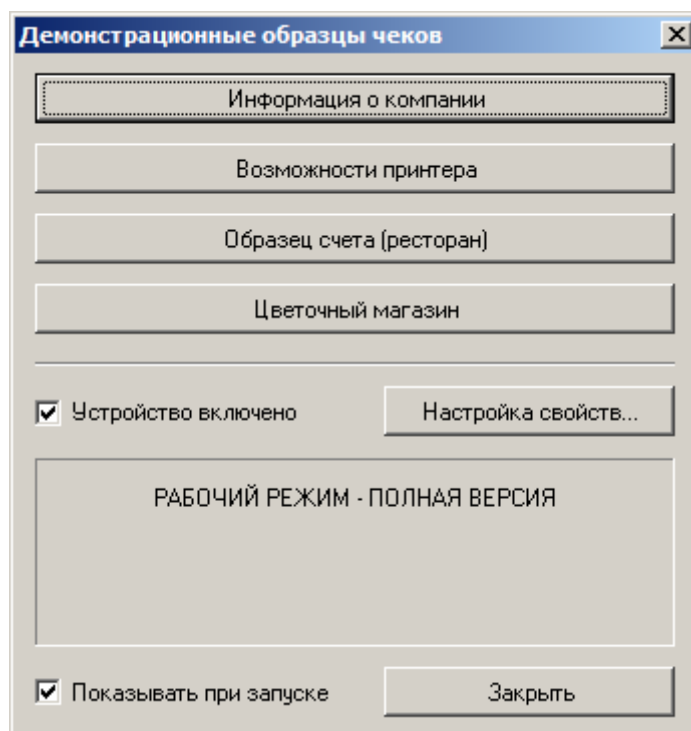 Демонстрационные образцы чеков
Информация о компании
Возможности принтера
Образец счета (ресторан)
Цветочный магазин
Устройство включено
Настройка свойств...
РАБОЧИЙ РЕЖИМ - ПОЛНАЯ ВЕРСИЯ
Показывать при запуске
Закрыть